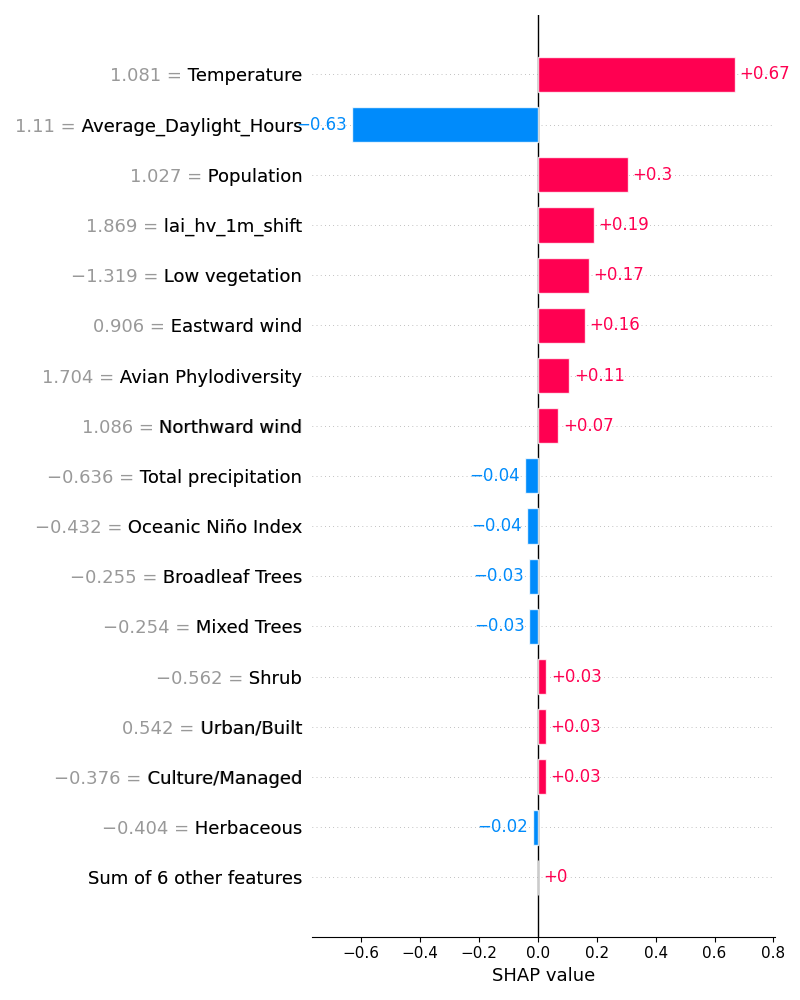 1.081 = Temperature +0.67
1.11 = Average_Daylight_Hours −0.63
1.027 = Population +0.3
1.869 = lai_hv_1m_shift +0.19
−1.319 = Low vegetation +0.17
0.906 = Eastward wind +0.16
1.704 = Avian Phylodiversity +0.11
1.086 = Northward wind +0.07
−0.636 = Total precipitation −0.04
−0.432 = Oceanic Niño Index −0.04
−0.255 = Broadleaf Trees −0.03
−0.254 = Mixed Trees −0.03
−0.562 = Shrub +0.03
0.542 = Urban/Built +0.03
−0.376 = Culture/Managed +0.03
−0.404 = Herbaceous −0.02
Sum of 6 other features +0
−0.6 −0.4 −0.2 0.0 0.2 0.4 0.6 0.8
SHAP value